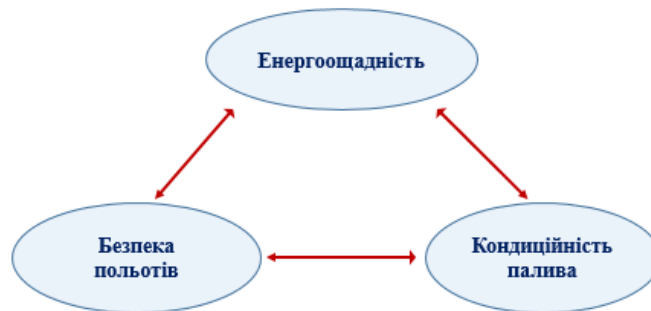 Енергоощадність
Безпека
польотів
Кондиційність
палива